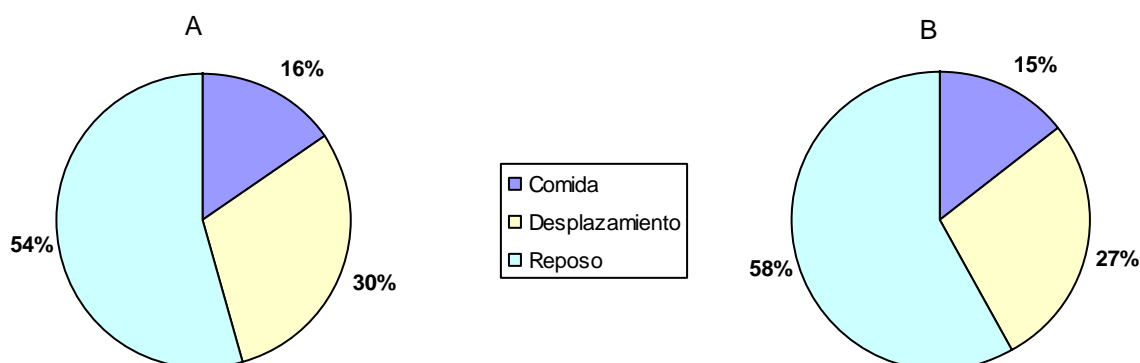 A
16%
30%
54%
Comida
Desplazamiento
Reposo
B
15%
27%
58%